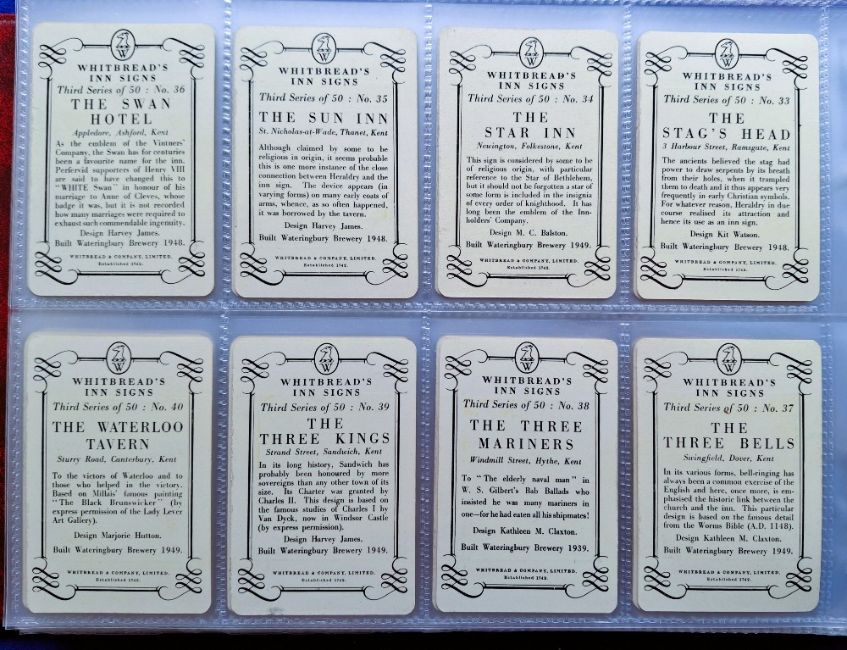 W
WHITBREAD'S
INN SIGNS
Third Series of 50 : No. 36
THE SWAN
HOTEL
Appledore, Ashford, Kent
As the emblem of the Vintners'
Company, the Swan has for centuries
been a favourite name for the inn.
Perfervid supporters of Henry VIII
are said to have changed this to
"WHITE Swan" in honour of his
marriage to Anne of Cleves, whose
badge it was, but it is not recorded
how many marriages were required to
exhaust such commendable ingenuity.
Design Harvey James.
Built Wateringbury Brewery 1948.
WHITBREAD & COMPANY, LIMITED.
Established 1742.
W
WHITBREAD'S
INN SIGNS
Third Series of 50 : No. 35
THE SUN INN
St. Nicholas-at-Wade, Thanet, Kent
Although claimed by some to be
religious in origin, it seems probable
this is one more instance of the close
connection between Heraldry and the
inn sign. The device appears (in
varying forms) on many early coats of
arms, whence, as so often happened,
it was borrowed by the tavern.
Design Harvey James.
Built Wateringbury Brewery 1948.
WHITBREAD & COMPANY, LIMITED.
Established 1742.
W
WHITBREAD'S
INN SIGNS
Third Series of 50 : No. 34
THE
STAR INN
Newington, Folkestone, Kent
This sign is considered by some to be
of religious origin, with particular
reference to the Star of Bethlehem,
but it should not be forgotten a star of
some form is included in the insignia
of every order of knighthood. It has
long been the emblem of the Inn-
holders' Company.
Design M. C. Balston.
Built Wateringbury Brewery 1949.
WHITBREAD & COMPANY, LIMITED.
Established 1742.
W
WHITBREAD'S
INN SIGNS
Third Series of 50 : No. 33
THE
STAG'S HEAD
3 Harbour Street, Ramsgate, Kent
The ancients believed the stag had
power to draw serpents by its breath
from their holes, when it trampled
them to death and it thus appears very
frequently in early Christian symbols.
For whatever reason, Heraldry in due
course realised its attraction and
hence its use as an inn sign.
Design Kit Watson.
Built Wateringbury Brewery 1948.
WHITBREAD & COMPANY, LIMITED.
Established 1742.
W
WHITBREAD'S
INN SIGNS
Third Series of 50 : No. 40
THE WATERLOO
TAVERN
Sturry Road, Canterbury, Kent
To the victors of Waterloo and to
those who helped in the victory.
Based on Millais' famous painting
"The Black Brunswicker" (by
express permission of the Lady Lever
Art Gallery).
Design Marjorie Hutton.
Built Wateringbury Brewery 1949.
WHITBREAD & COMPANY, LIMITED.
Established 1742.
W
WHITBREAD'S
INN SIGNS
Third Series of 50 : No. 39
THE
THREE KINGS
Strand Street, Sandwich, Kent
In its long history, Sandwich has
probably been honoured by more
sovereigns than any other town of its
size. Its Charter was granted by
Charles II. This design is based on
the famous studies of Charles I by
Van Dyck, now in Windsor Castle
(by express permission).
Design Harvey James.
Built Wateringbury Brewery 1949.
WHITBREAD & COMPANY, LIMITED.
Established 1742.
W
WHITBREAD'S
INN SIGNS
Third Series of 50 : No. 38
THE THREE
MARINERS
Windmill Street, Hythe, Kent
To "The elderly naval man" in
W. S. Gilbert's Bab Ballads who
insisted he was many mariners in
one—for he had eaten all his shipmates!
Design Kathleen M. Claxton.
Built Wateringbury Brewery 1939.
WHITBREAD & COMPANY, LIMITED.
Established 1742.
W
WHITBREAD'S
INN SIGNS
Third Series of 50 : No. 37
THE
THREE BELLS
Swingfield, Dover, Kent
In its various forms, bell-ringing has
always been a common exercise of the
English and here, once more, is em-
phasised the historic link between the
church and the inn. This particular
design is based on the famous detail
from the Worms Bible (A.D. 1148).
Design Kathleen M. Claxton.
Built Wateringbury Brewery 1949.
WHITBREAD & COMPANY, LIMITED.
Established 1742.